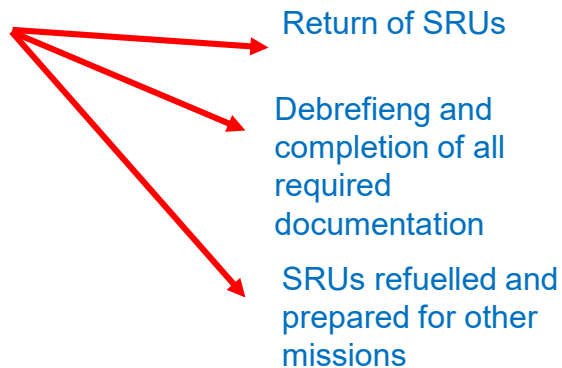 Return of SRUs
Debrefieng and
completion of all
required
documentation
SRUs refuelled and
prepared for other
missions